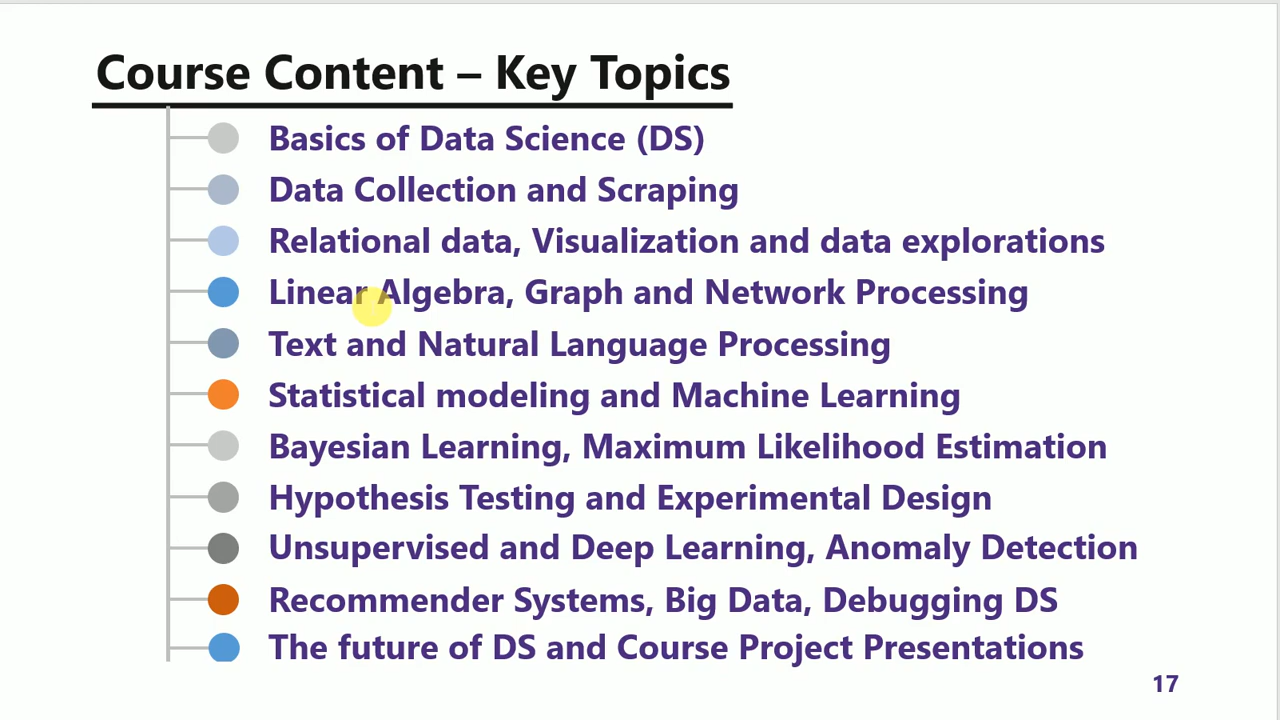 Course Content – Key Topics
Basics of Data Science (DS)
Data Collection and Scraping
Relational data, Visualization and data explorations
Linear Algebra, Graph and Network Processing
Text and Natural Language Processing
Statistical modeling and Machine Learning
Bayesian Learning, Maximum Likelihood Estimation
Hypothesis Testing and Experimental Design
Unsupervised and Deep Learning, Anomaly Detection
Recommender Systems, Big Data, Debugging DS
The future of DS and Course Project Presentations
17